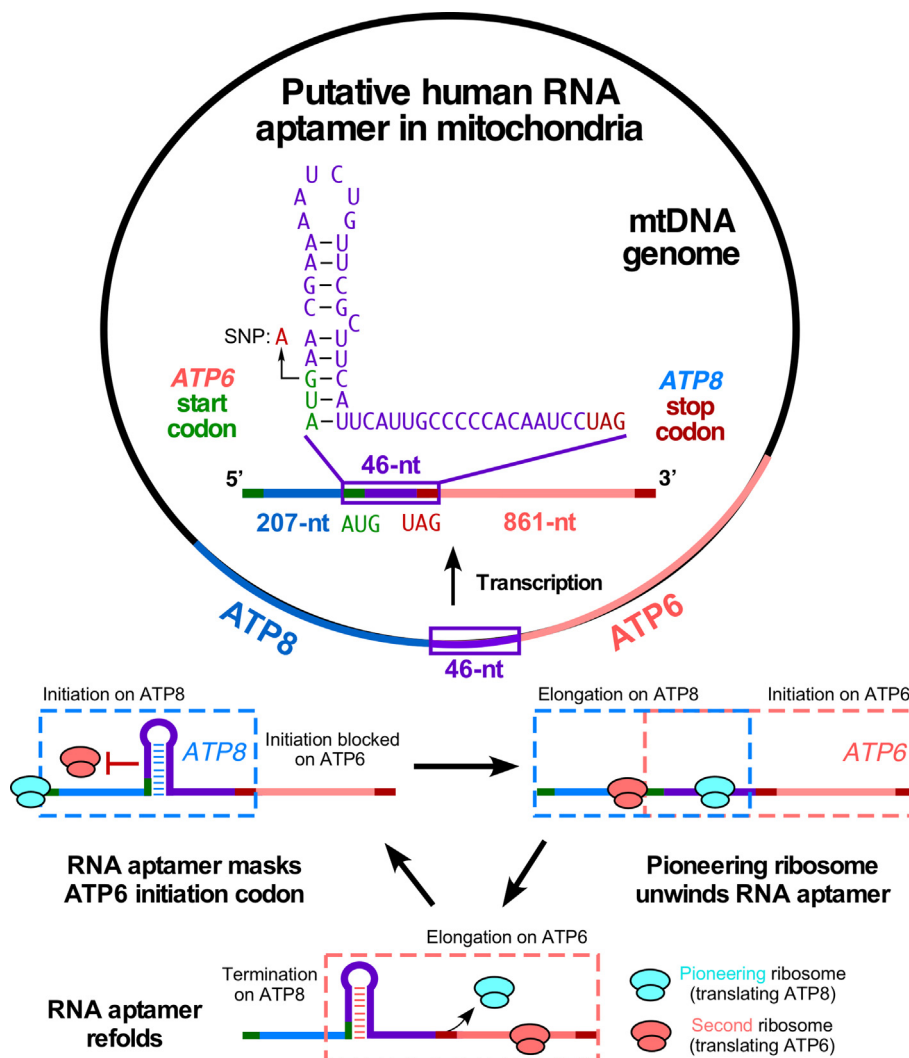 Putative human RNA
aptamer in mitochondria
U C
A U
A G
A–U
A–U
G–C
C–G
C
SNP: A A–U
A–U
G–C
U A
A–UUCAUUGCCCCCACAAUCCUAG
mtDNA
genome
ATP6
start
codon
ATP8
stop
codon
46-nt
5’
3’
207-nt
AUG
UAG
861-nt
Transcription
ATP8
ATP6
46-nt
Initiation on ATP8
ATP8
Initiation blocked
on ATP6
RNA aptamer masks
ATP6 initiation codon
Elongation on ATP8
Initiation on ATP6
ATP6
Pioneering ribosome
unwinds RNA aptamer
Elongation on ATP6
Termination
on ATP8
RNA aptamer
refolds
Pioneering ribosome
(translating ATP8)
Second ribosome
(translating ATP6)